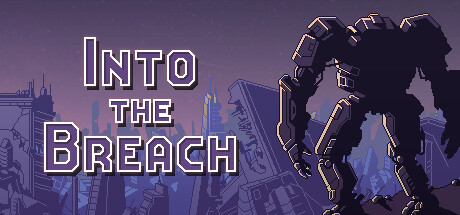 Into
the
Breach